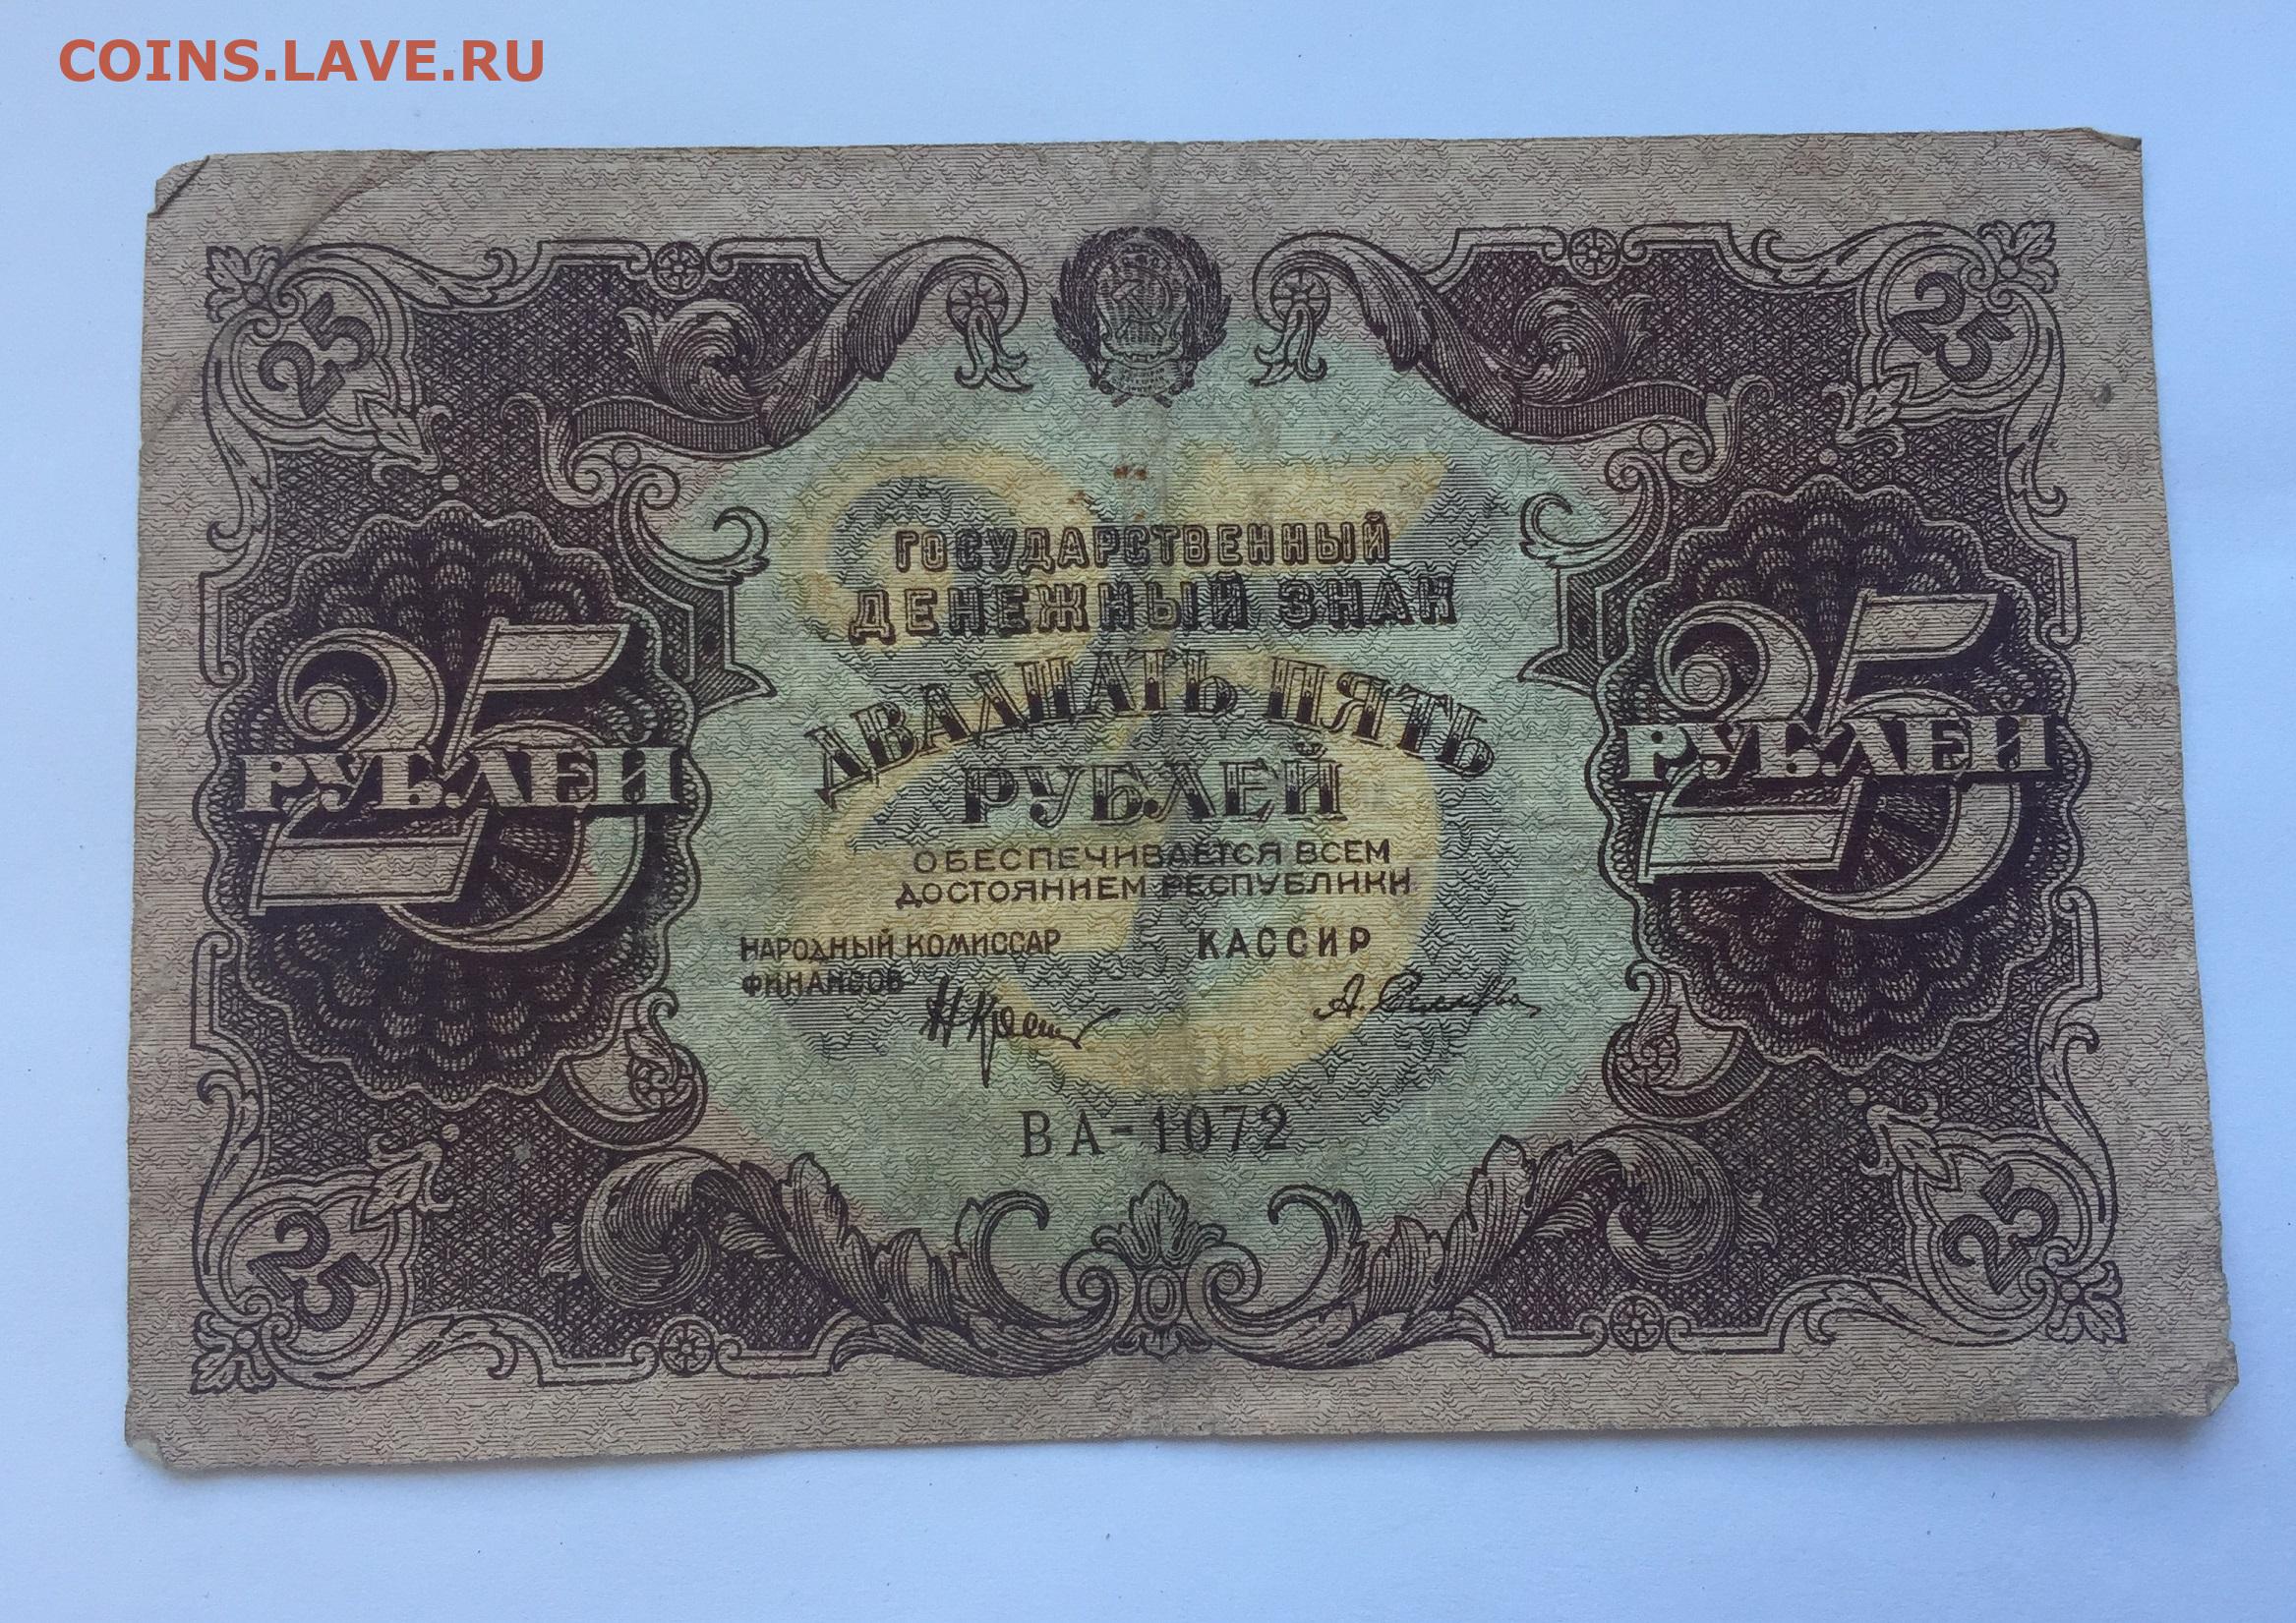 COINS.LAVE.RU
25
25
ГОСУДАРСТВЕННЫЙ
ДЕНЕЖНЫЙ ЗНАК
25
РУБЛЕЙ
ДВАДЦАТЬ ПЯТЬ
РУБЛЕЙ
25
РУБЛЕЙ
ОБЕСПЕЧИВАЕТСЯ ВСЕМ
ДОСТОЯНИЕМ РЕСПУБЛИКИ
НАРОДНЫЙ КОМИССАР
ФИНАНСОВ
КАССИР
ВА-1072
25
25